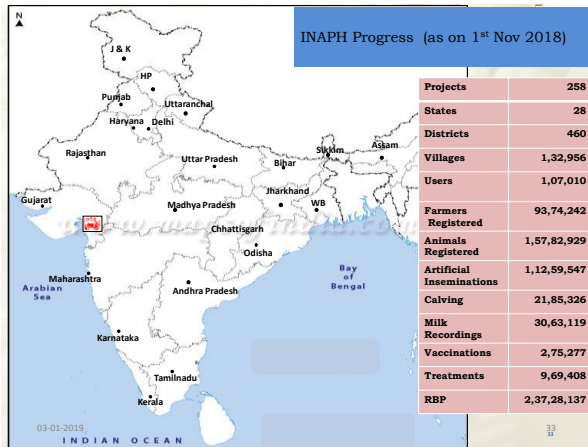 N
INAPH Progress (as on 1st Nov 2018)
J & K
HP
Punjab
Uttaranchal
Haryana
Delhi
Rajasthan
Uttar Pradesh
Bihar
Sikkim
Assam
Gujarat
Madhya Pradesh
Jharkhand
WB
Chhattisgarh
Odisha
Maharashtra
Arabian
Sea
Bay
of
Bengal
Andhra Pradesh
Karnataka
Tamilnadu
Kerala
INDIAN OCEAN
Projects 258
States 28
Districts 460
Villages 1,32,956
Users 1,07,010
Farmers
Registered 93,74,242
Animals
Registered 1,57,82,929
Artificial
Inseminations 1,12,59,547
Calving 21,85,326
Milk
Recordings 30,63,119
Vaccinations 2,75,277
Treatments 9,69,408
RBP 2,37,28,137
03-01-2019
33
33